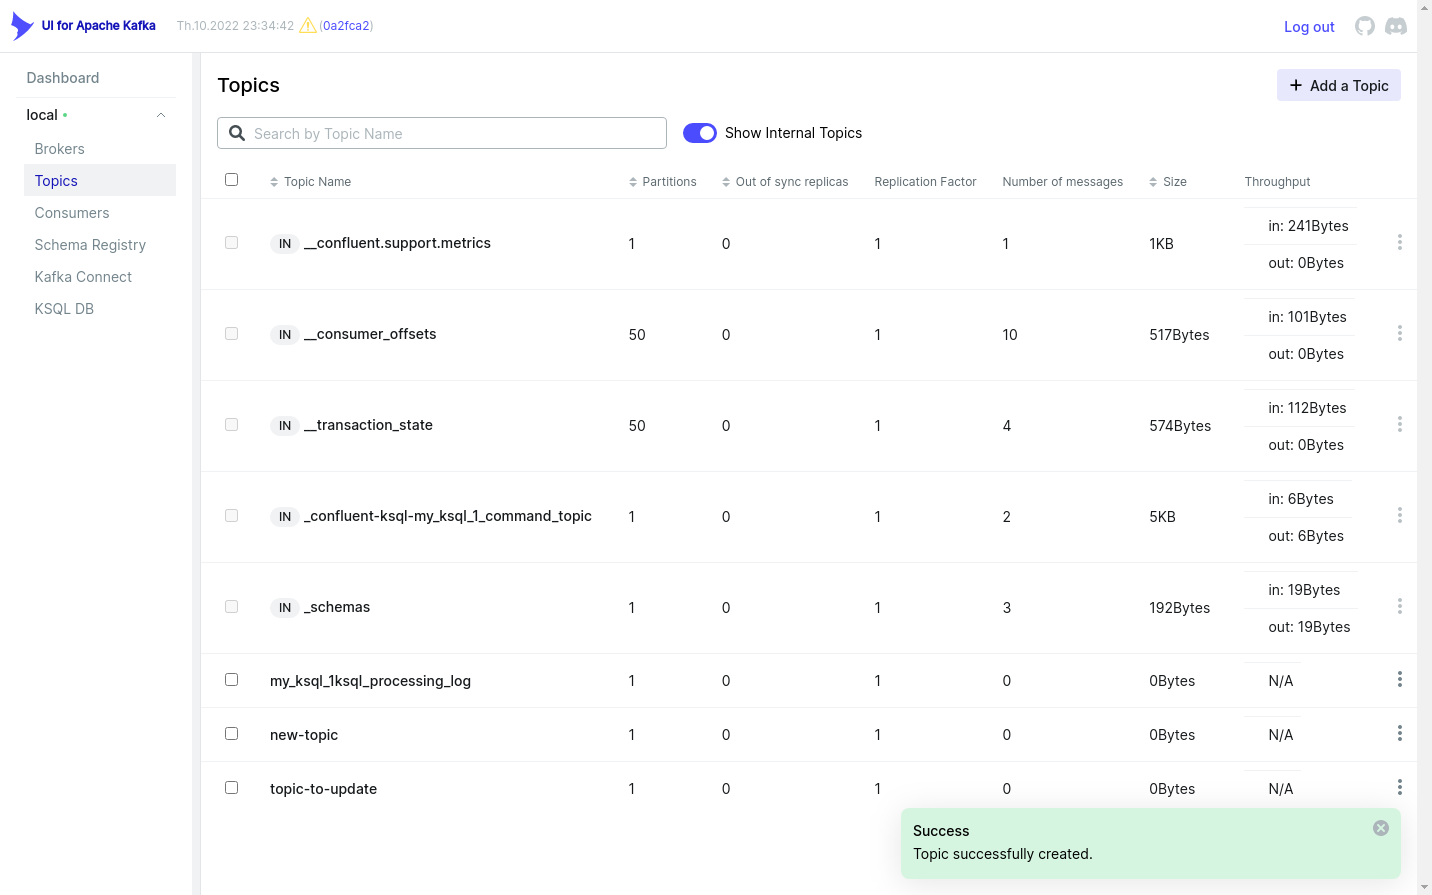 UI for Apache Kafka Th.10.2022 23:34:42 (0a2fca2) Log out
Dashboard
local
Brokers
Topics
Consumers
Schema Registry
Kafka Connect
KSQL DB
Topics
Add a Topic
Search by Topic Name Show Internal Topics
Topic Name Partitions Out of sync replicas Replication Factor Number of messages Size Throughput
IN __confluent.support.metrics 1 0 1 1 1KB in: 241Bytes
out: 0Bytes
IN __consumer_offsets 50 0 1 10 517Bytes in: 101Bytes
out: 0Bytes
IN __transaction_state 50 0 1 4 574Bytes in: 112Bytes
out: 0Bytes
IN _confluent-ksql-my_ksql_1_command_topic 1 0 1 2 5KB in: 6Bytes
out: 6Bytes
IN _schemas 1 0 1 3 192Bytes in: 19Bytes
out: 19Bytes
my_ksql_1ksql_processing_log 1 0 1 0 0Bytes N/A
new-topic 1 0 1 0 0Bytes N/A
topic-to-update 1 0 1 0 0Bytes N/A
Success
Topic successfully created.